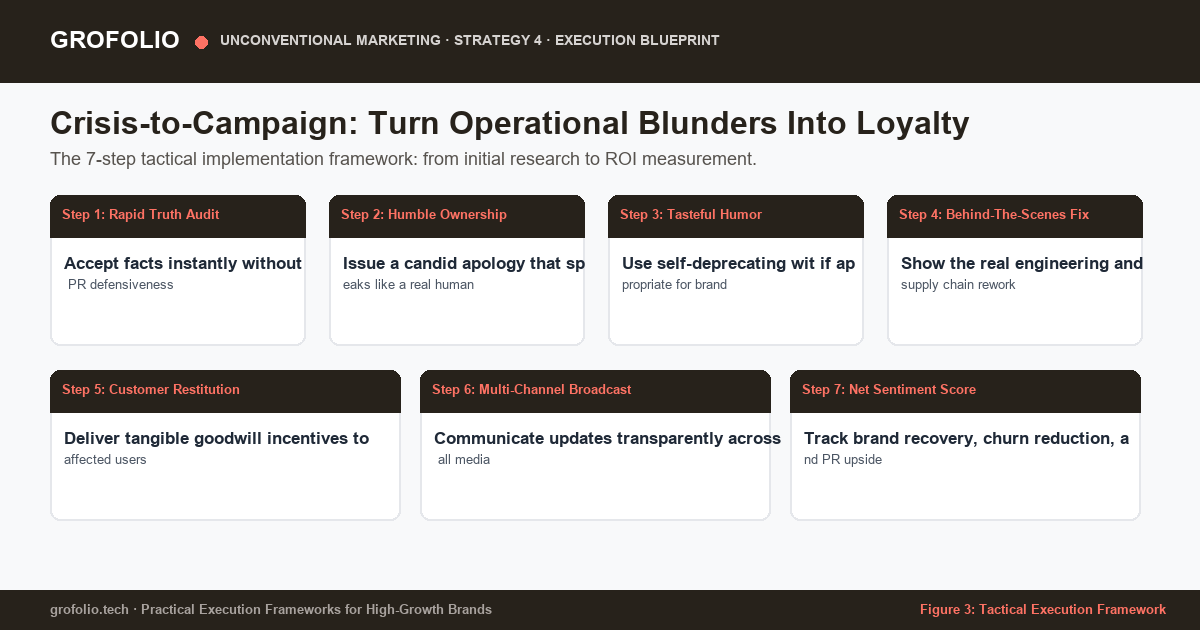 GROFOLIO UNCONVENTIONAL MARKETING · STRATEGY 4 · EXECUTION BLUEPRINT
Crisis-to-Campaign: Turn Operational Blunders Into Loyalty
The 7-step tactical implementation framework: from initial research to ROI measurement.
Step 1: Rapid Truth Audit
Accept facts instantly without
PR defensiveness
Step 2: Humble Ownership
Issue a candid apology that sp
eaks like a real human
Step 3: Tasteful Humor
Use self-deprecating wit if ap
propriate for brand
Step 4: Behind-The-Scenes Fix
Show the real engineering and
supply chain rework
Step 5: Customer Restitution
Deliver tangible goodwill incentives to
affected users
Step 6: Multi-Channel Broadcast
Communicate updates transparently across
all media
Step 7: Net Sentiment Score
Track brand recovery, churn reduction, a
nd PR upside
grofolio.tech · Practical Execution Frameworks for High-Growth Brands
Figure 3: Tactical Execution Framework